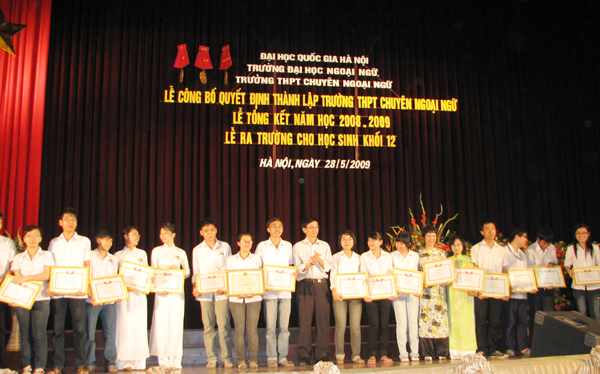 ĐẠI HỌC QUỐC GIA HÀ NỘI
TRƯỜNG ĐẠI HỌC NGOẠI NGỮ
TRƯỜNG THPT CHUYÊN NGOẠI NGỮ
LỄ CÔNG BỐ QUYẾT ĐỊNH THÀNH LẬP TRƯỜNG THPT CHUYÊN NGOẠI NGỮ
LỄ TỔNG KẾT NĂM HỌC 2008-2009
LỄ RA TRƯỜNG CHO HỌC SINH KHỐI 12
HÀ NỘI, NGÀY 28/5/2009